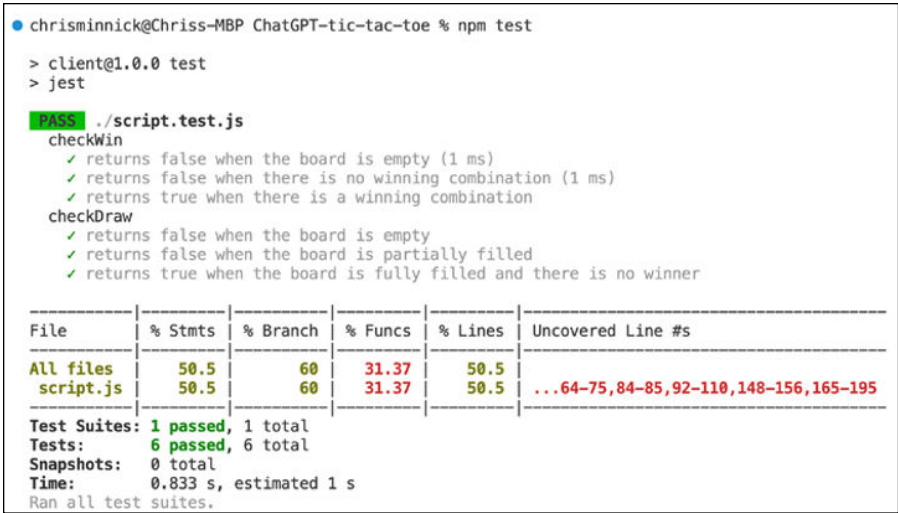 chrisminnick@Chriss-MBP ChatGPT-tic-tac-toe % npm test
> client@1.0.0 test
> jest
PASS ./script.test.js
checkWin
✓ returns false when the board is empty (1 ms)
✓ returns false when there is no winning combination (1 ms)
✓ returns true when there is a winning combination
checkDraw
✓ returns false when the board is empty
✓ returns false when the board is partially filled
✓ returns true when the board is fully filled and there is no winner
-----------|---------|----------|---------|---------|---------------------------------------
File | % Stmts | % Branch | % Funcs | % Lines | Uncovered Line #s
-----------|---------|----------|---------|---------|---------------------------------------
All files | 50.5 | 60 | 31.37 | 50.5 |
script.js | 50.5 | 60 | 31.37 | 50.5 | ...64-75,84-85,92-110,148-156,165-195
-----------|---------|----------|---------|---------|---------------------------------------
Test Suites: 1 passed, 1 total
Tests: 6 passed, 6 total
Snapshots: 0 total
Time: 0.833 s, estimated 1 s
Ran all test suites.